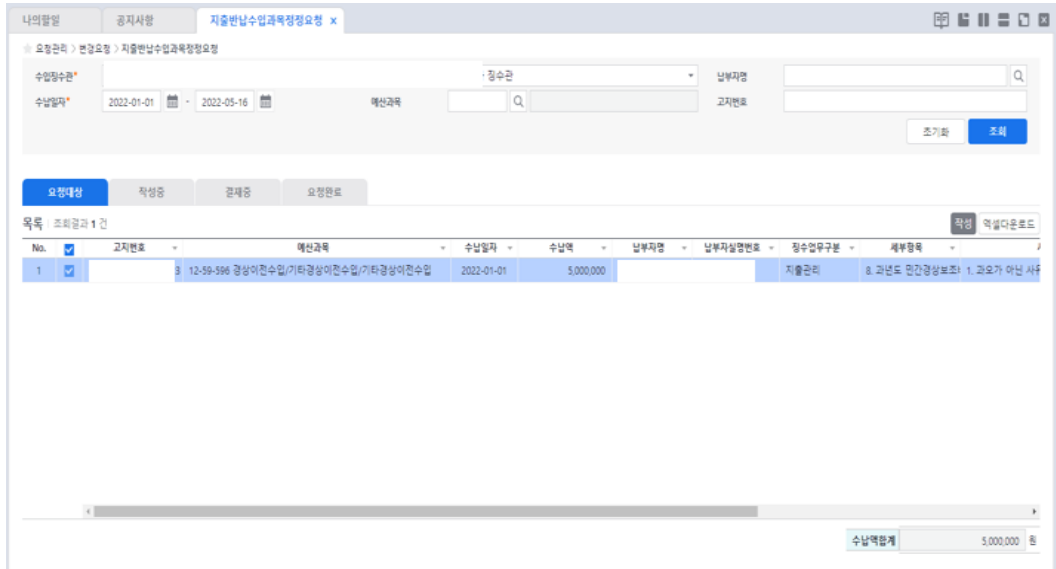 나의할일 공지사항 지출반납수입과목정정요청 x
요청관리 > 변경요청 > 지출반납수입과목정정요청
수입징수관* 징수관 납부자명
수납일자* 2022-01-01 - 2022-05-16 예산과목 고지번호
초기화 조회
요청대상 작성중 결재중 요청완료
목록 조회결과 1 건 작성 엑셀다운로드
No. 고지번호 예산과목 수납일자 수납액 납부자명 납부자실명번호 징수업무구분 세부항목
1 3 12-59-596 경상이전수입/기타경상이전수입/기타경상이전수입 2022-01-01 5,000,000 지출관리 8. 과년도 민간경상보조 1. 과오가 아닌 사유
수납액합계 5,000,000 원